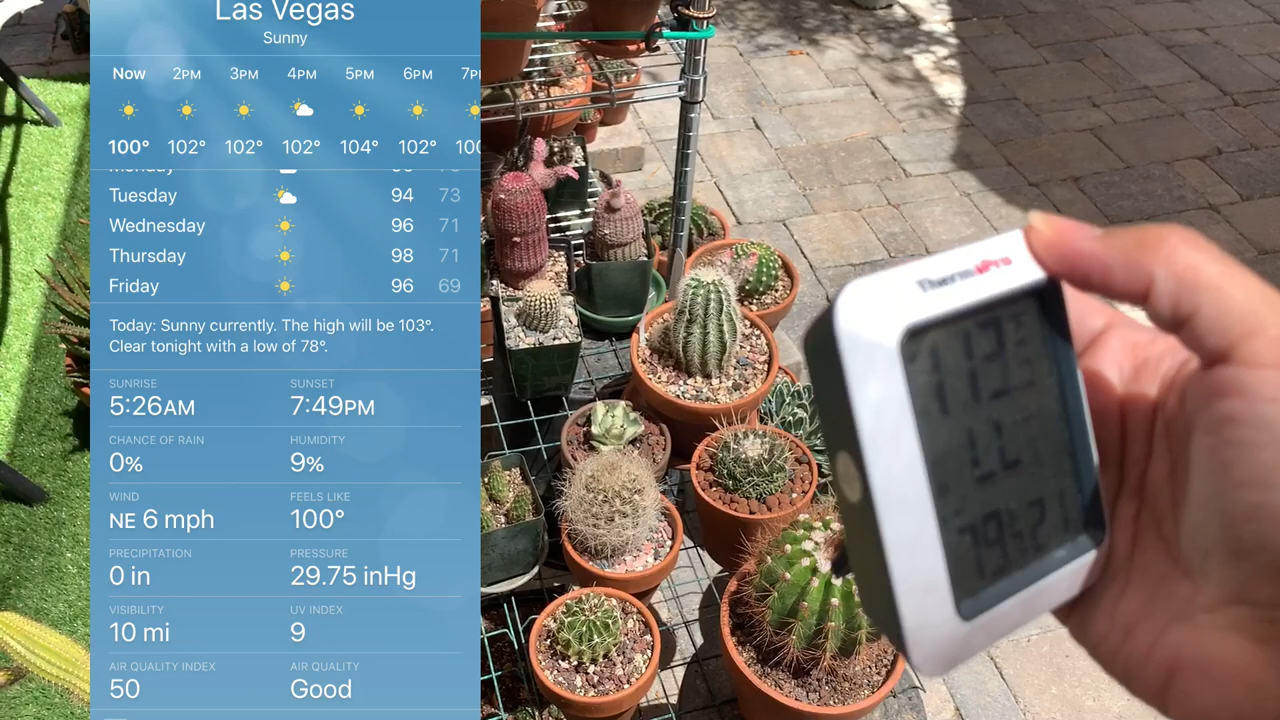 Las Vegas
Sunny
Now 2PM 3PM 4PM 5PM 6PM
100° 102° 102° 102° 104° 102°
Tuesday 94 73
Wednesday 96 71
Thursday 98 71
Friday 96 69
Today: Sunny currently. The high will be 103°.
Clear tonight with a low of 78°.
SUNRISE SUNSET
5:26AM 7:49PM
CHANCE OF RAIN HUMIDITY
0% 9%
WIND FEELS LIKE
NE 6 mph 100°
PRECIPITATION PRESSURE
0 in 29.75 inHg
VISIBILITY UV INDEX
10 mi 9
AIR QUALITY INDEX AIR QUALITY
50 Good
ThermoPro